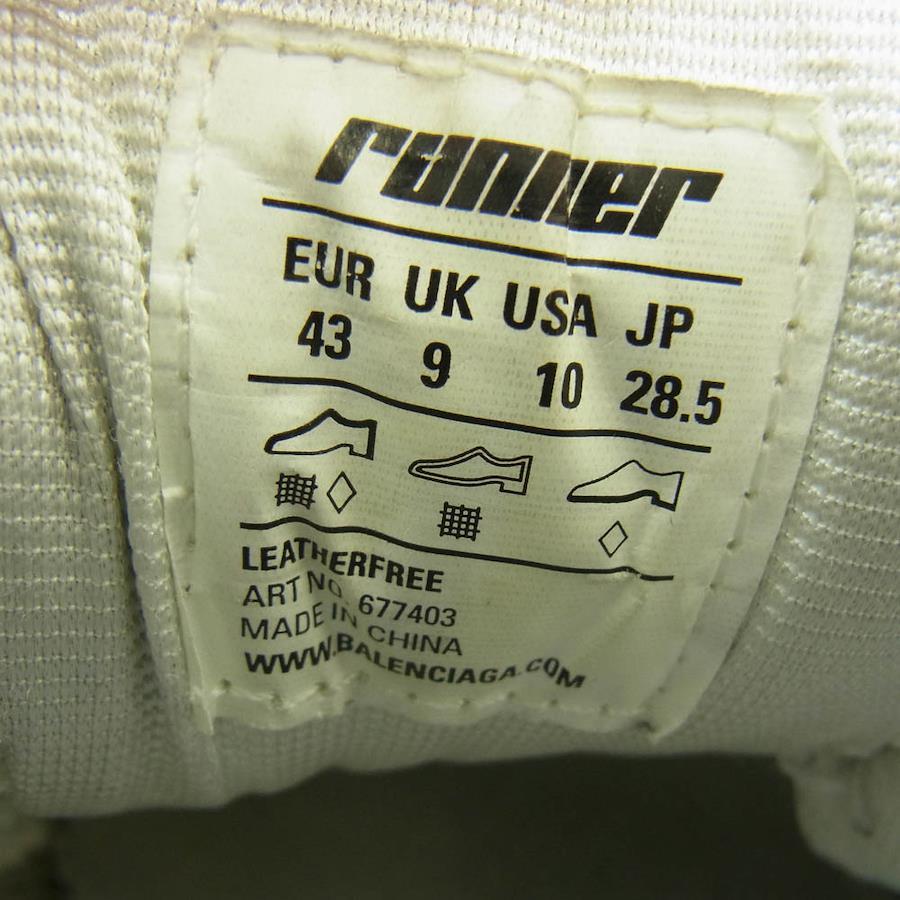 runner
EUR UK USA JP
43 9 10 28.5
LEATHERFREE
ART NO. 677403
MADE IN CHINA
WWW.BALENCIAGA.COM